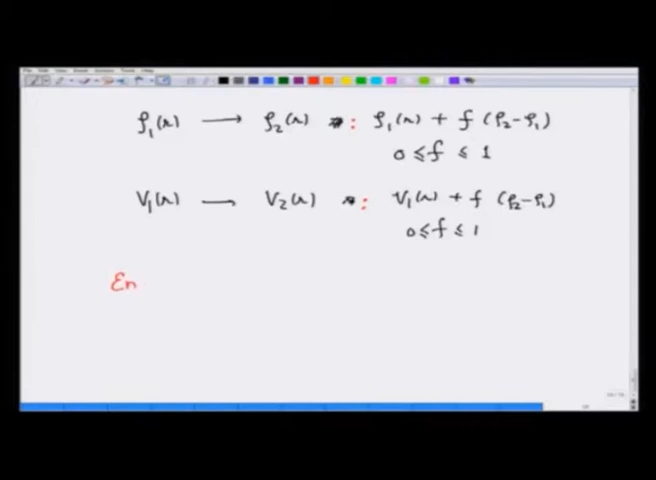 ρ₁(r) → ρ₂(r) : ρ₁(r) + f (ρ₂-ρ₁)
0 ≤ f ≤ 1
V₁(r) → V₂(r) : V₁(r) + f (ρ₂-ρ₁)
0 ≤ f ≤ 1
En